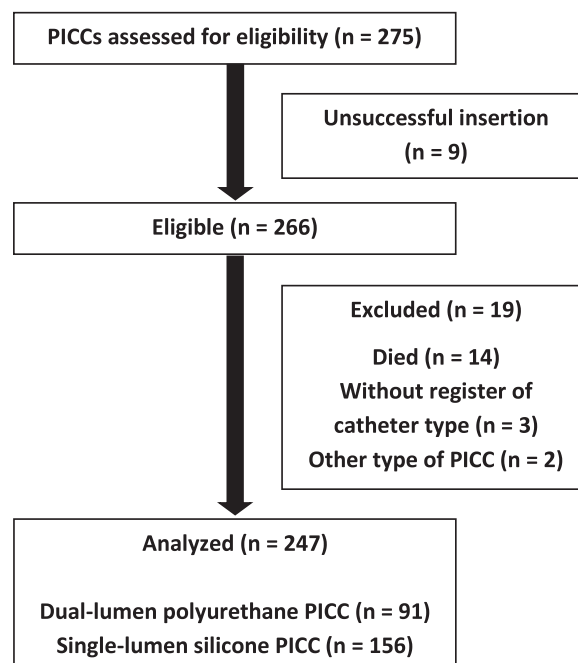 PICCs assessed for eligibility (n = 275)
Unsuccessful insertion
(n = 9)
Eligible (n = 266)
Excluded (n = 19)
Died (n = 14)
Without register of
catheter type (n = 3)
Other type of PICC (n = 2)
Analyzed (n = 247)
Dual-lumen polyurethane PICC (n = 91)
Single-lumen silicone PICC (n = 156)